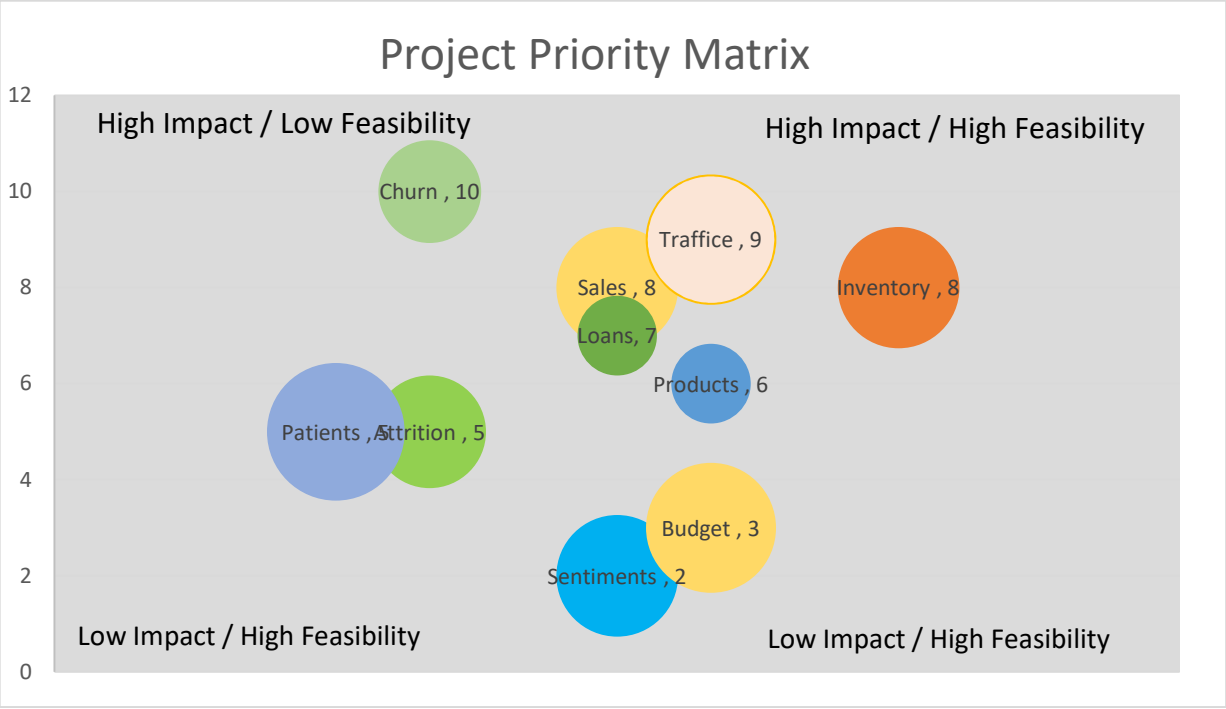 Project Priority Matrix
12
High Impact / Low Feasibility
High Impact / High Feasibility
10
Churn , 10
Traffice , 9
8
Sales , 8
Inventory , 8
Loans, 7
6
Products , 6
Patients , 5
Attrition , 5
4
Budget , 3
2
Sentiments , 2
Low Impact / High Feasibility
Low Impact / High Feasibility
0